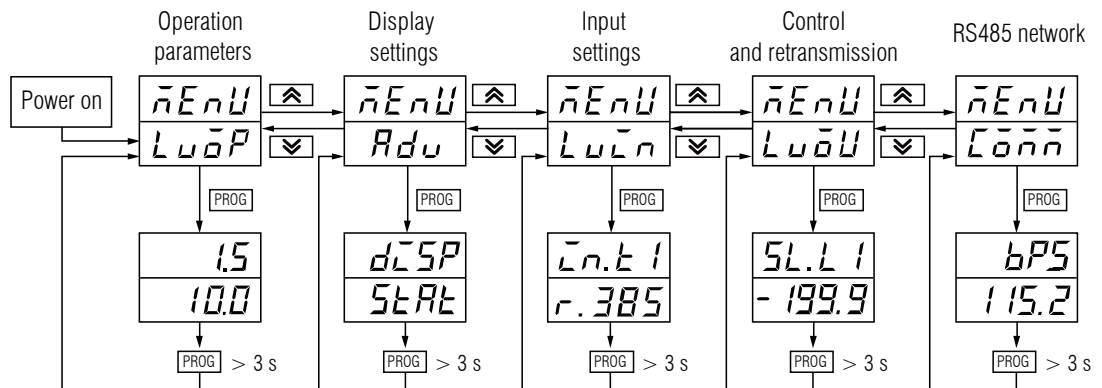 Operation
parameters
Display
settings
Input
settings
Control
and retransmission
RS485 network
Power on
mEnU
mEnU
mEnU
mEnU
mEnU
LvoP
Adv
Lvin
LvoU
Comm
PROG
PROG
PROG
PROG
PROG
1.5
diSP
in.t1
SL.L1
bPS
10.0
StAt
r.385
-199.9
115.2
PROG > 3 s
PROG > 3 s
PROG > 3 s
PROG > 3 s
PROG > 3 s